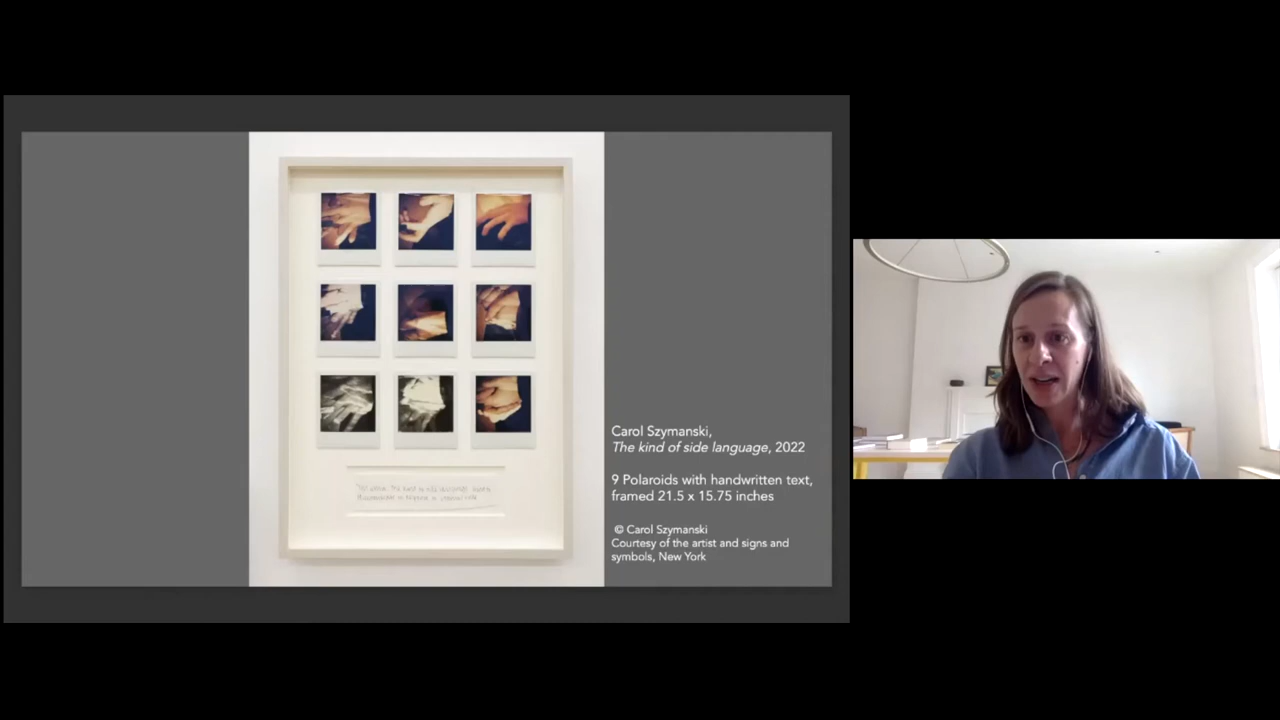 Carol Szymanski,
The kind of side language, 2022
9 Polaroids with handwritten text,
framed 21.5 x 15.75 inches
© Carol Szymanski
Courtesy of the artist and signs and
symbols, New York